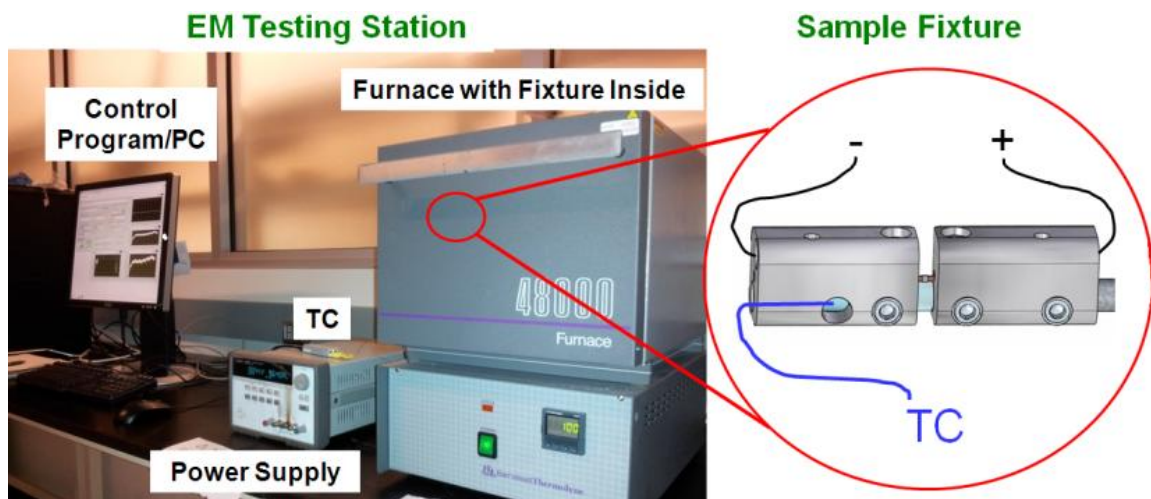 EM Testing Station
Sample Fixture
Control
Program/PC
Furnace with Fixture Inside
-
+
48000
Furnace
TC
TC
Power Supply
100